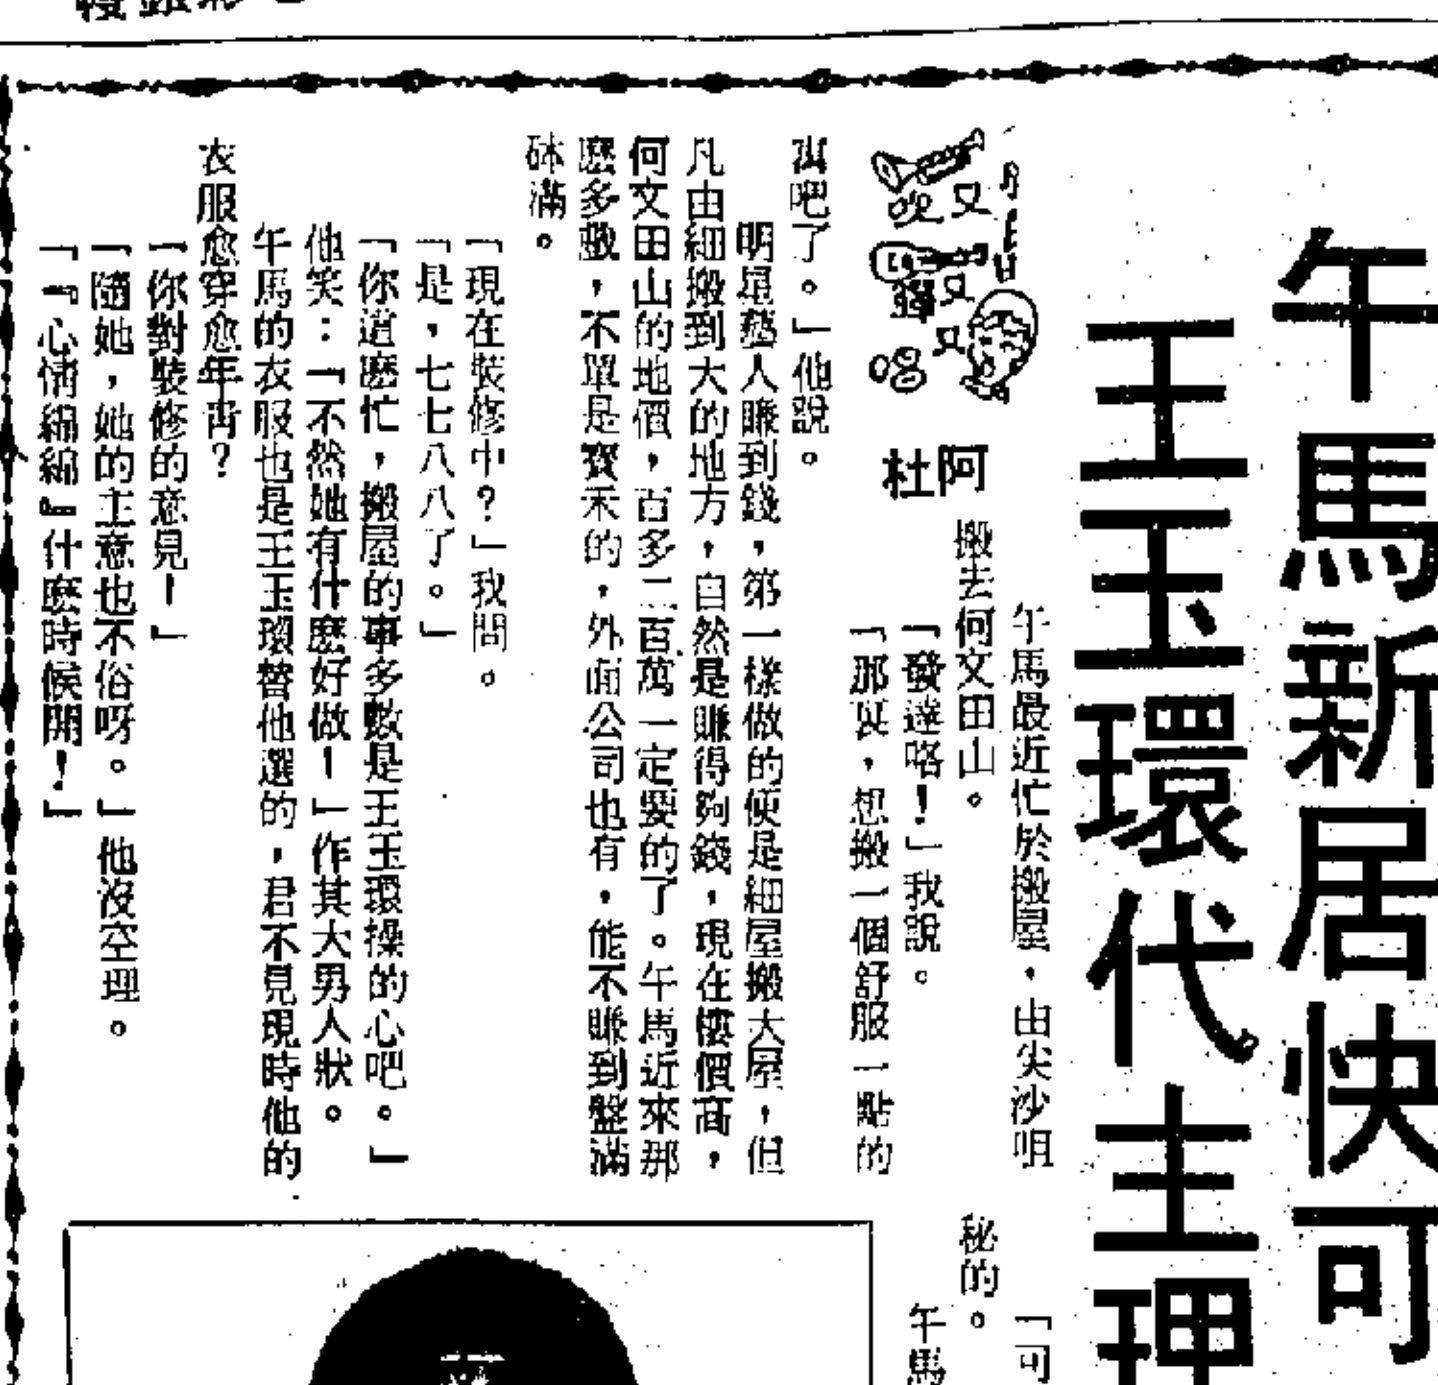 午馬新居快可
王玉環代主理
又
又彈又
唱
阿杜
午馬最近忙於搬屋，由尖沙咀
搬去何文田山。
「發達咯！」我說。
「那裏，想搬一個舒服一點的
窩吧了。」他說。
明星藝人賺到錢，第一樣做的便是細屋搬大屋，但
凡由細搬到大的地方，自然是賺得夠錢，現在樓價高，
何文田山的地價，百多二百萬一定要的了。午馬近來那
麽多戲，不單是寶禾的，外面公司也有，能不賺到盤滿
砵滿。
「現在裝修中？」我問。
「是，七七八八了。」
「你這麽忙，搬屋的事多數是王玉環操的心吧。」
他笑：「不然她有什麽好做！」作其大男人狀。
午馬的衣服也是王玉環替他選的，君不見現時他的
衣服愈穿愈年靑？
「你對裝修的意見！」
「隨她，她的主意也不俗呀。」他沒空理。
「『心情綿綿』什麽時候開！」
「可
秘的。
午馬